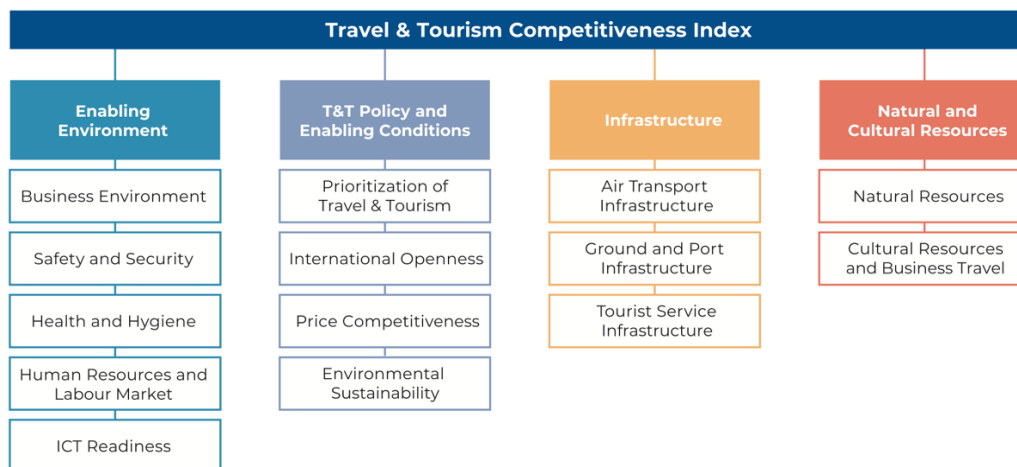 Travel & Tourism Competitiveness Index
Enabling
Environment
Business Environment
Safety and Security
Health and Hygiene
Human Resources and
Labour Market
ICT Readiness
T&T Policy and
Enabling Conditions
Prioritization of
Travel & Tourism
International Openness
Price Competitiveness
Environmental
Sustainability
Infrastructure
Air Transport
Infrastructure
Ground and Port
Infrastructure
Tourist Service
Infrastructure
Natural and
Cultural Resources
Natural Resources
Cultural Resources
and Business Travel